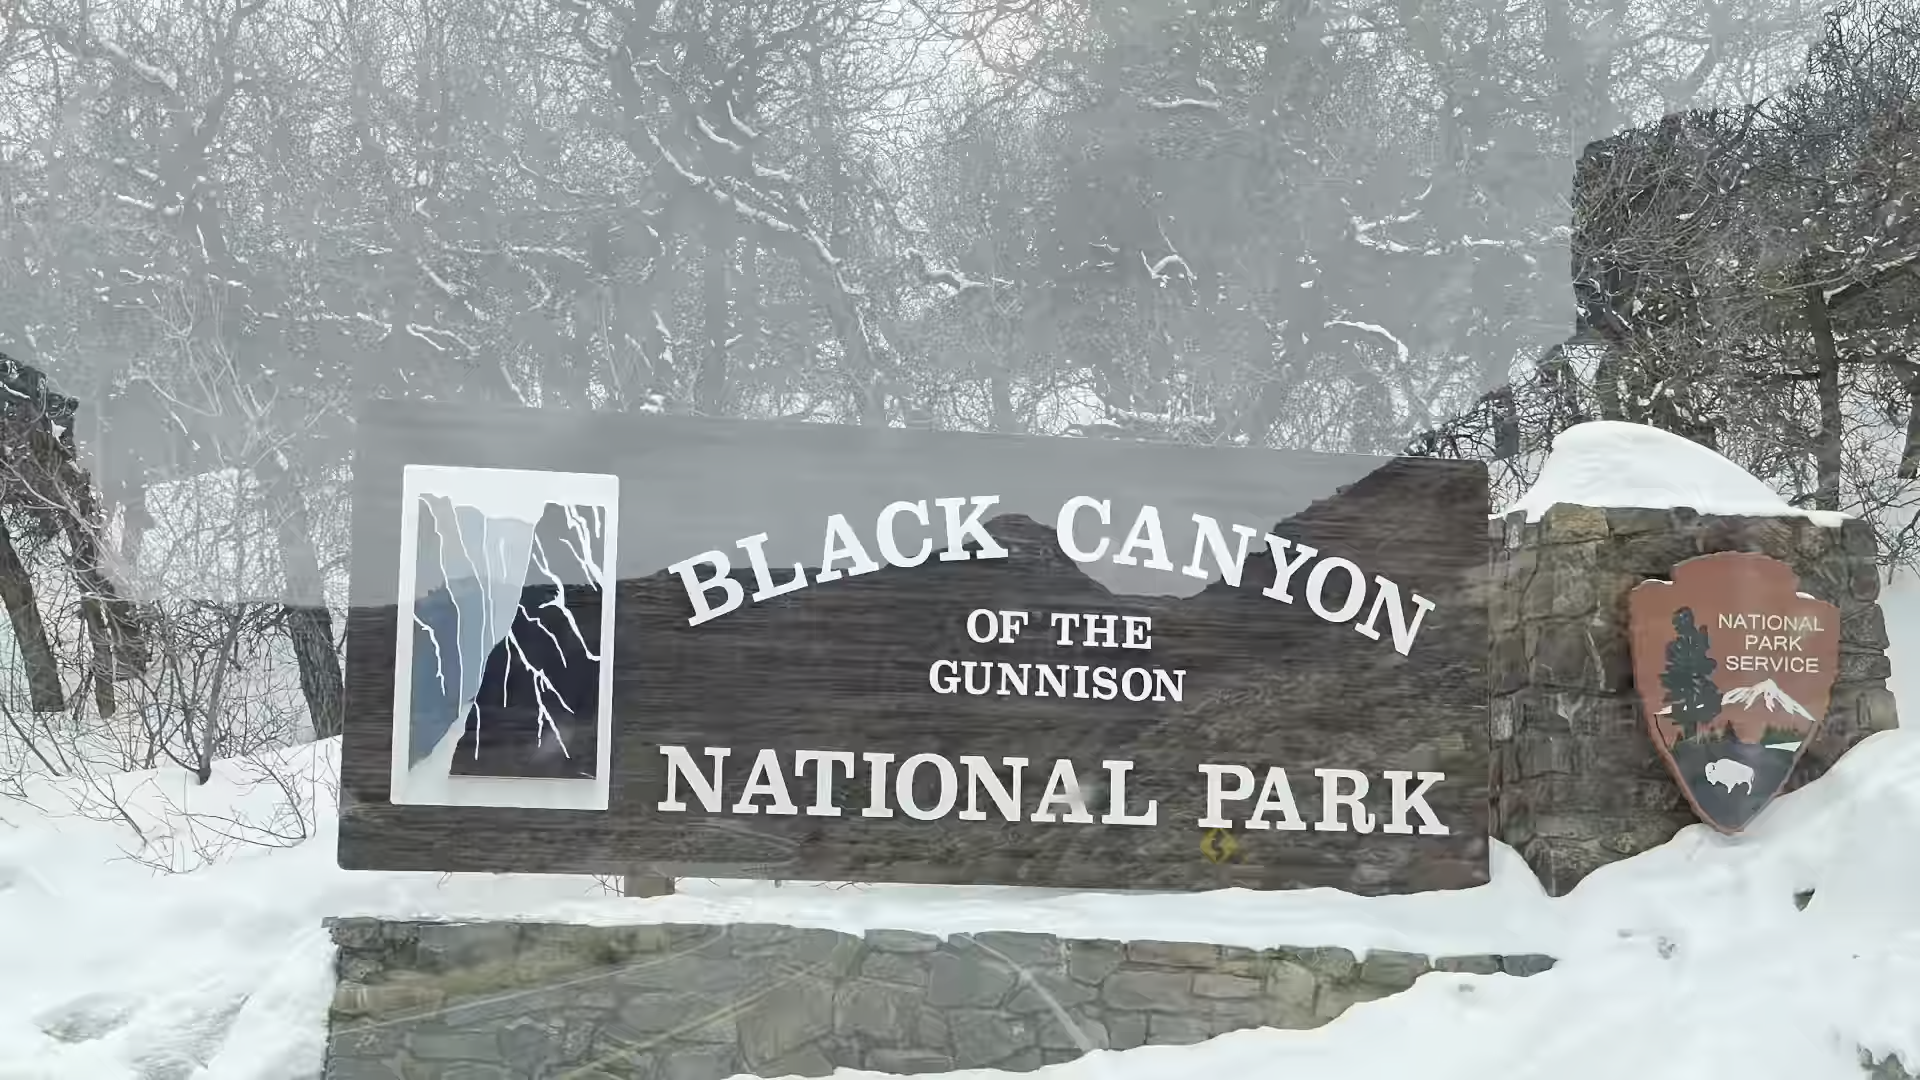 BLACK CANYON
OF THE
GUNNISON
NATIONAL PARK
NATIONAL
PARK
SERVICE